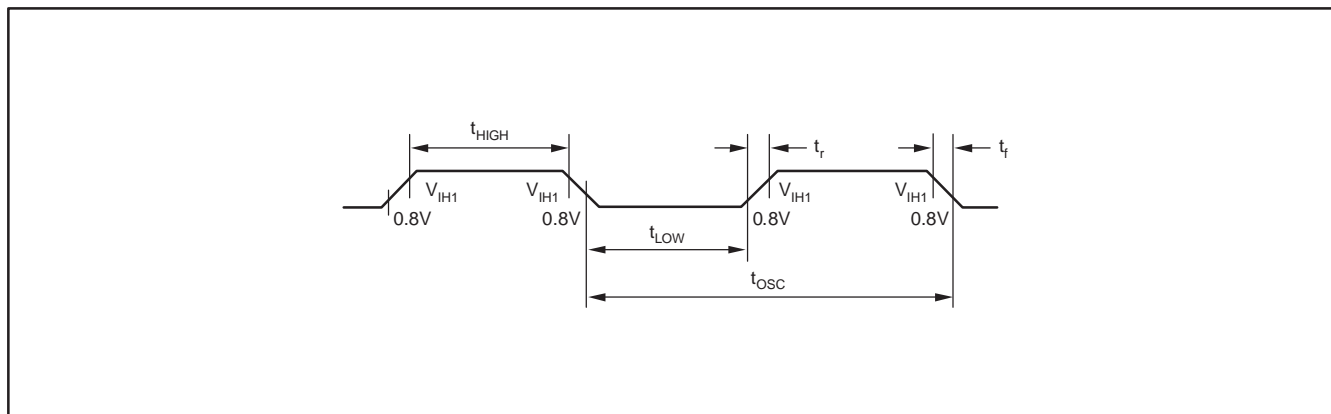 tHIGH
tr
tf
VIH1 VIH1 VIH1 VIH1
0.8V 0.8V 0.8V 0.8V
tLOW
tOSC